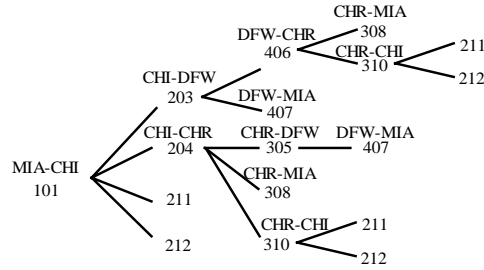 CHR-MIA
308
DFW-CHR
406
CHR-CHI
310
211
212
CHI-DFW
203
DFW-MIA
407
CHI-CHR
204
CHR-DFW
305
DFW-MIA
407
MIA-CHI
101
CHR-MIA
308
211
CHR-CHI
310
211
212
212